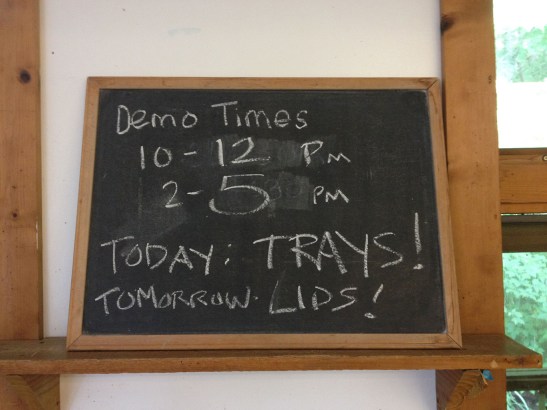 Demo Times
10 - 12 PM
2 - 5 PM
TODAY: TRAYS!
TOMORROW. LIDS!